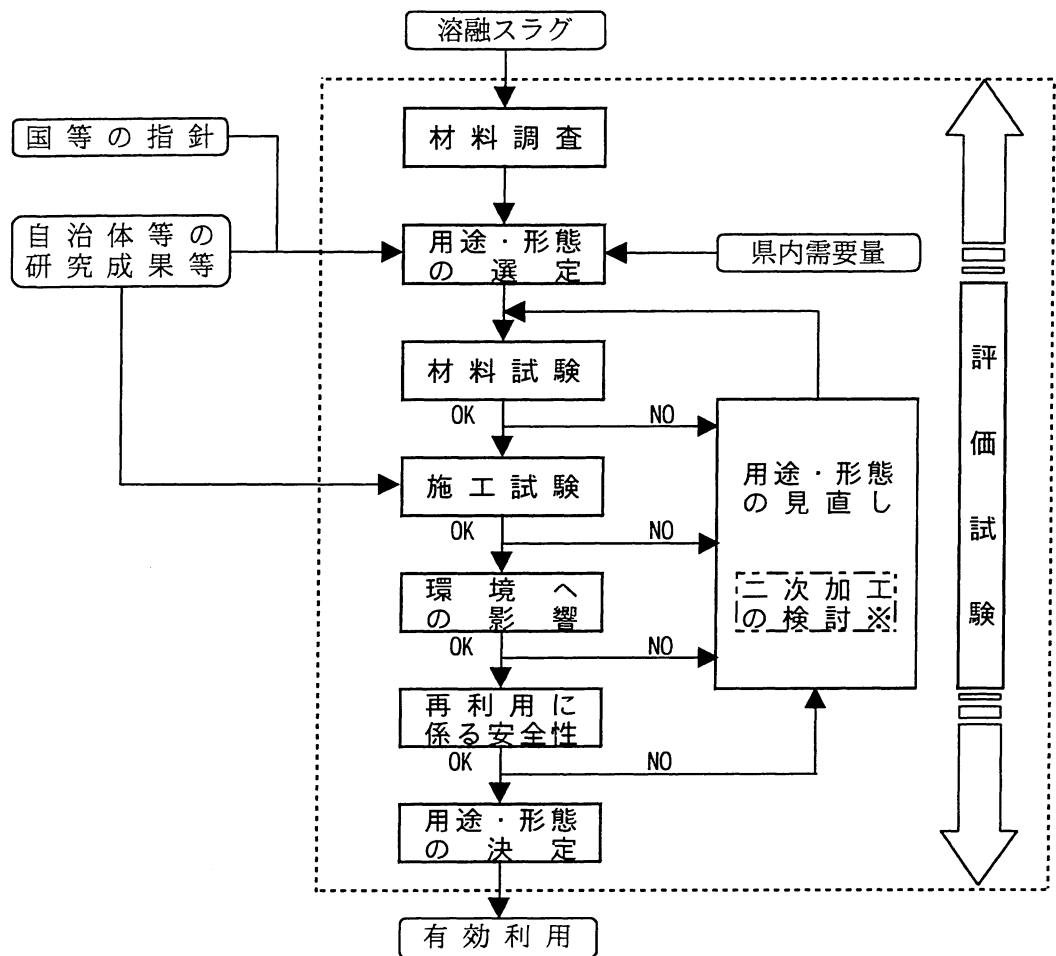 溶融スラグ
材料調査
国等の指針
自治体等の
研究成果等
用途・形態
の選定
県内需要量
材料試験
OK
NO
施工試験
OK
NO
環境へ
の影響
OK
NO
再利用に
係る安全性
OK
NO
用途・形態
の決定
有効利用
用途・形態
の見直し
二次加工
の検討※
評価試験